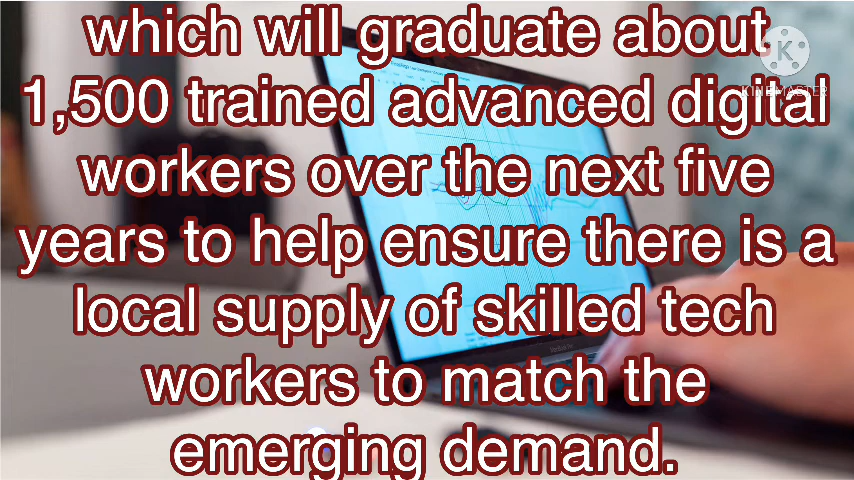 which will graduate about
1,500 trained advanced digital
workers over the next five
years to help ensure there is a
local supply of skilled tech
workers to match the
emerging demand.
K
KINEMASTER